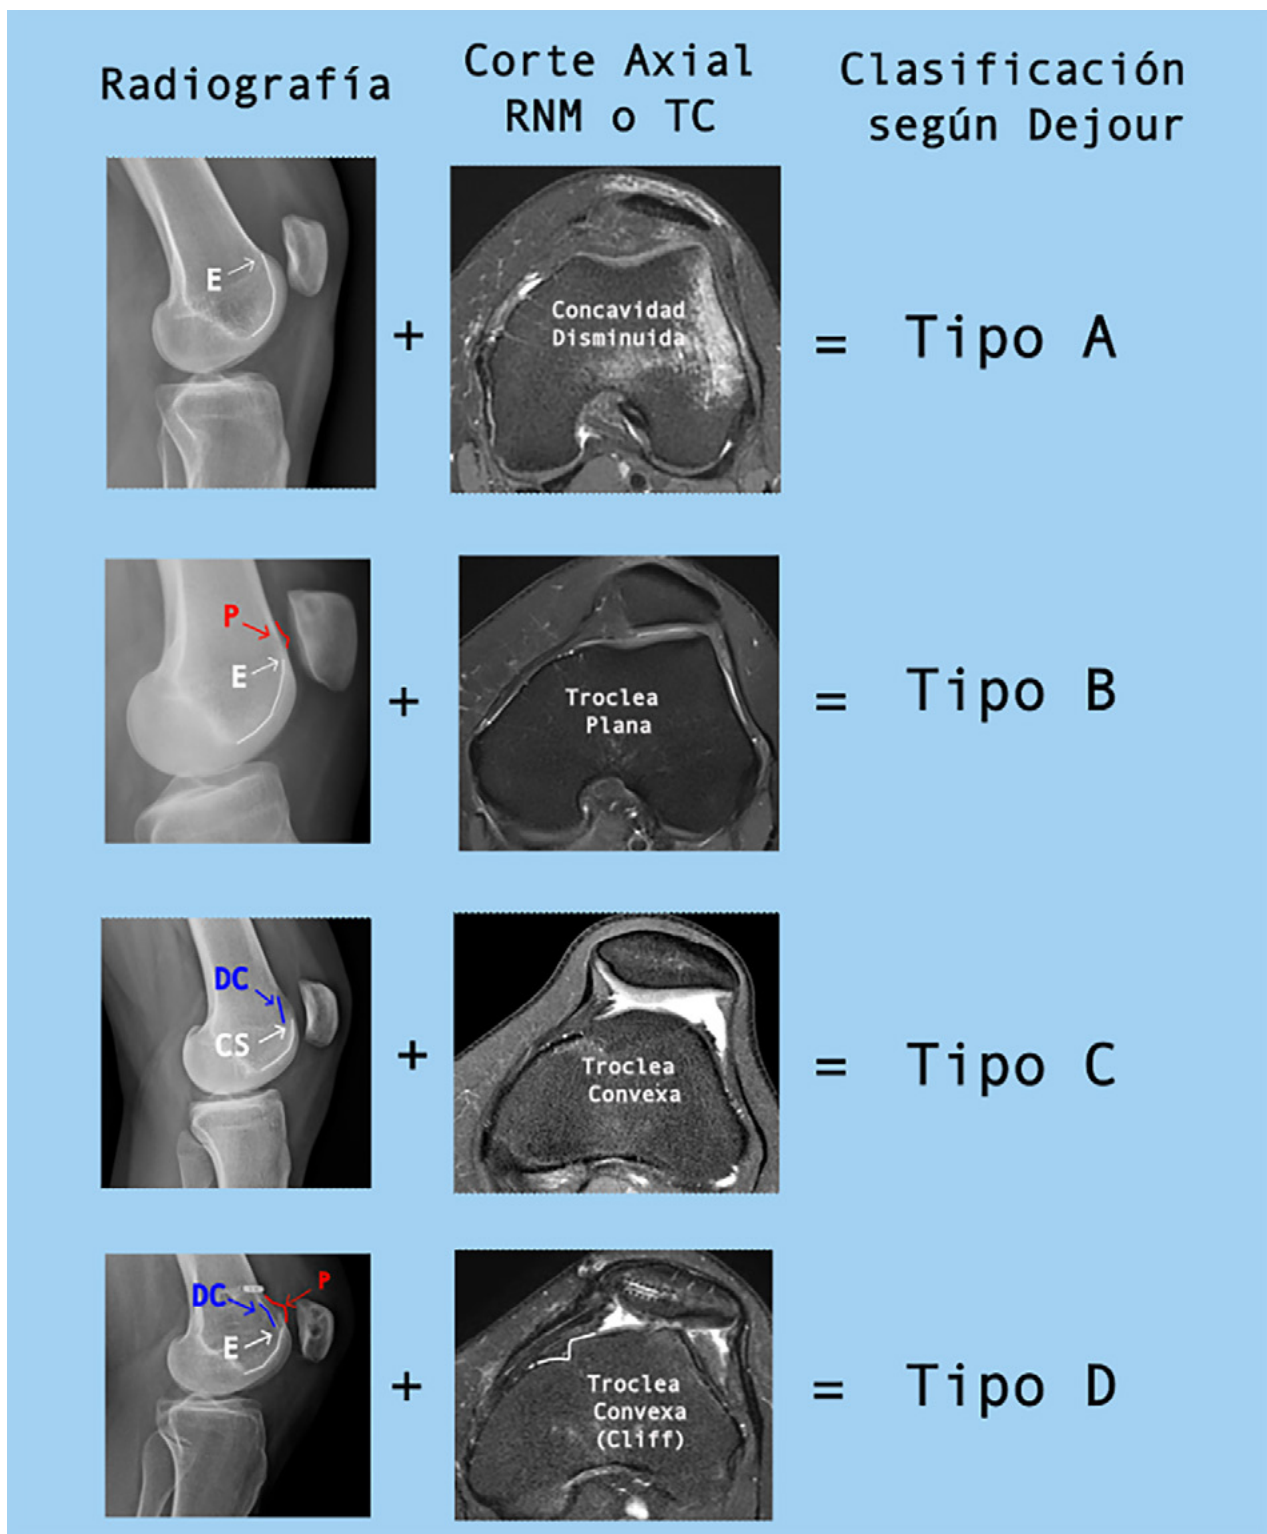 Radiografía
Corte Axial
RNM o TC
Clasificación
según Dejour
E
+
Concavidad
Disminuida
= Tipo A
P
E
+
Troclea
Plana
= Tipo B
DC
CS
+
Troclea
Convexa
= Tipo C
DC
P
E
+
Troclea
Convexa
(Cliff)
= Tipo D